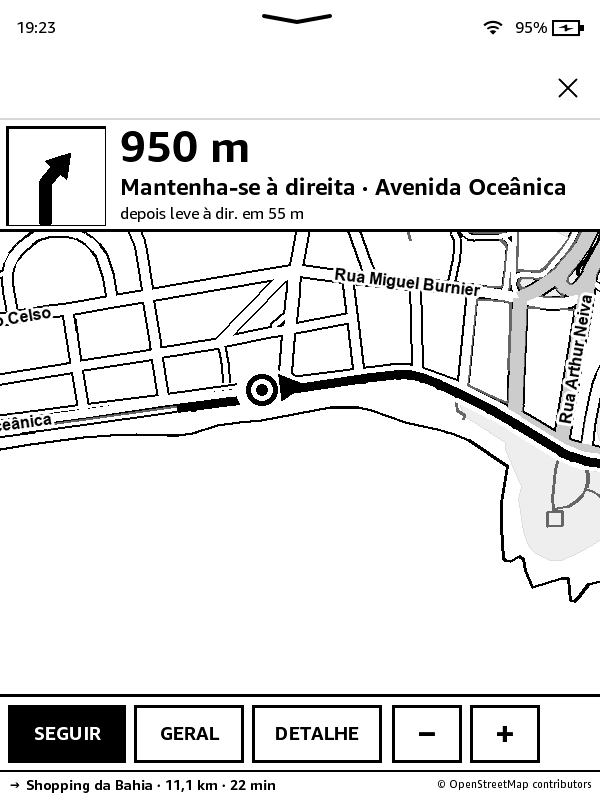 19:23
95%
950 m
Mantenha-se à direita · Avenida Oceânica
depois leve à dir. em 55 m
Rua Miguel Burnier
o Celso
Rua Arthur Neiva
ceânica
SEGUIR
GERAL
DETALHE
−
+
→ Shopping da Bahia · 11,1 km · 22 min
© OpenStreetMap contributors